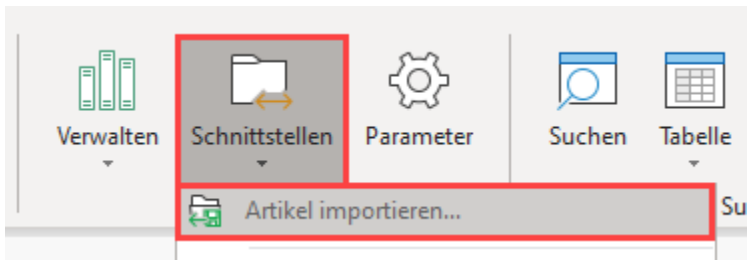 Verwalten Schnittstellen Parameter Suchen Tabelle
Artikel importieren...